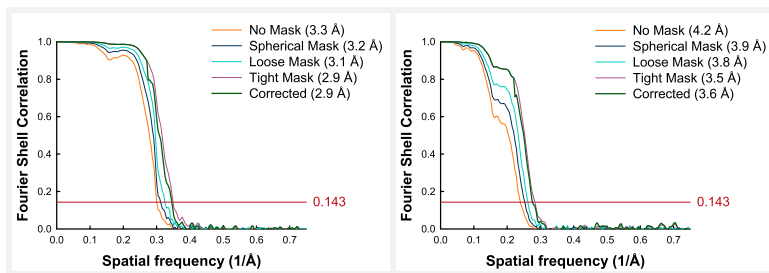 No Mask (3.3 Å)
Spherical Mask (3.2 Å)
Loose Mask (3.1 Å)
Tight Mask (2.9 Å)
Corrected (2.9 Å)
Fourier Shell Correlation
1.0
0.8
0.6
0.4
0.2
0
0.143
0.0 0.1 0.2 0.3 0.4 0.5 0.6 0.7
Spatial frequency (1/Å)
No Mask (4.2 Å)
Spherical Mask (3.9 Å)
Loose Mask (3.8 Å)
Tight Mask (3.5 Å)
Corrected (3.6 Å)
Fourier Shell Correlation
1.0
0.8
0.6
0.4
0.2
0
0.143
0.0 0.1 0.2 0.3 0.4 0.5 0.6 0.7
Spatial frequency (1/Å)